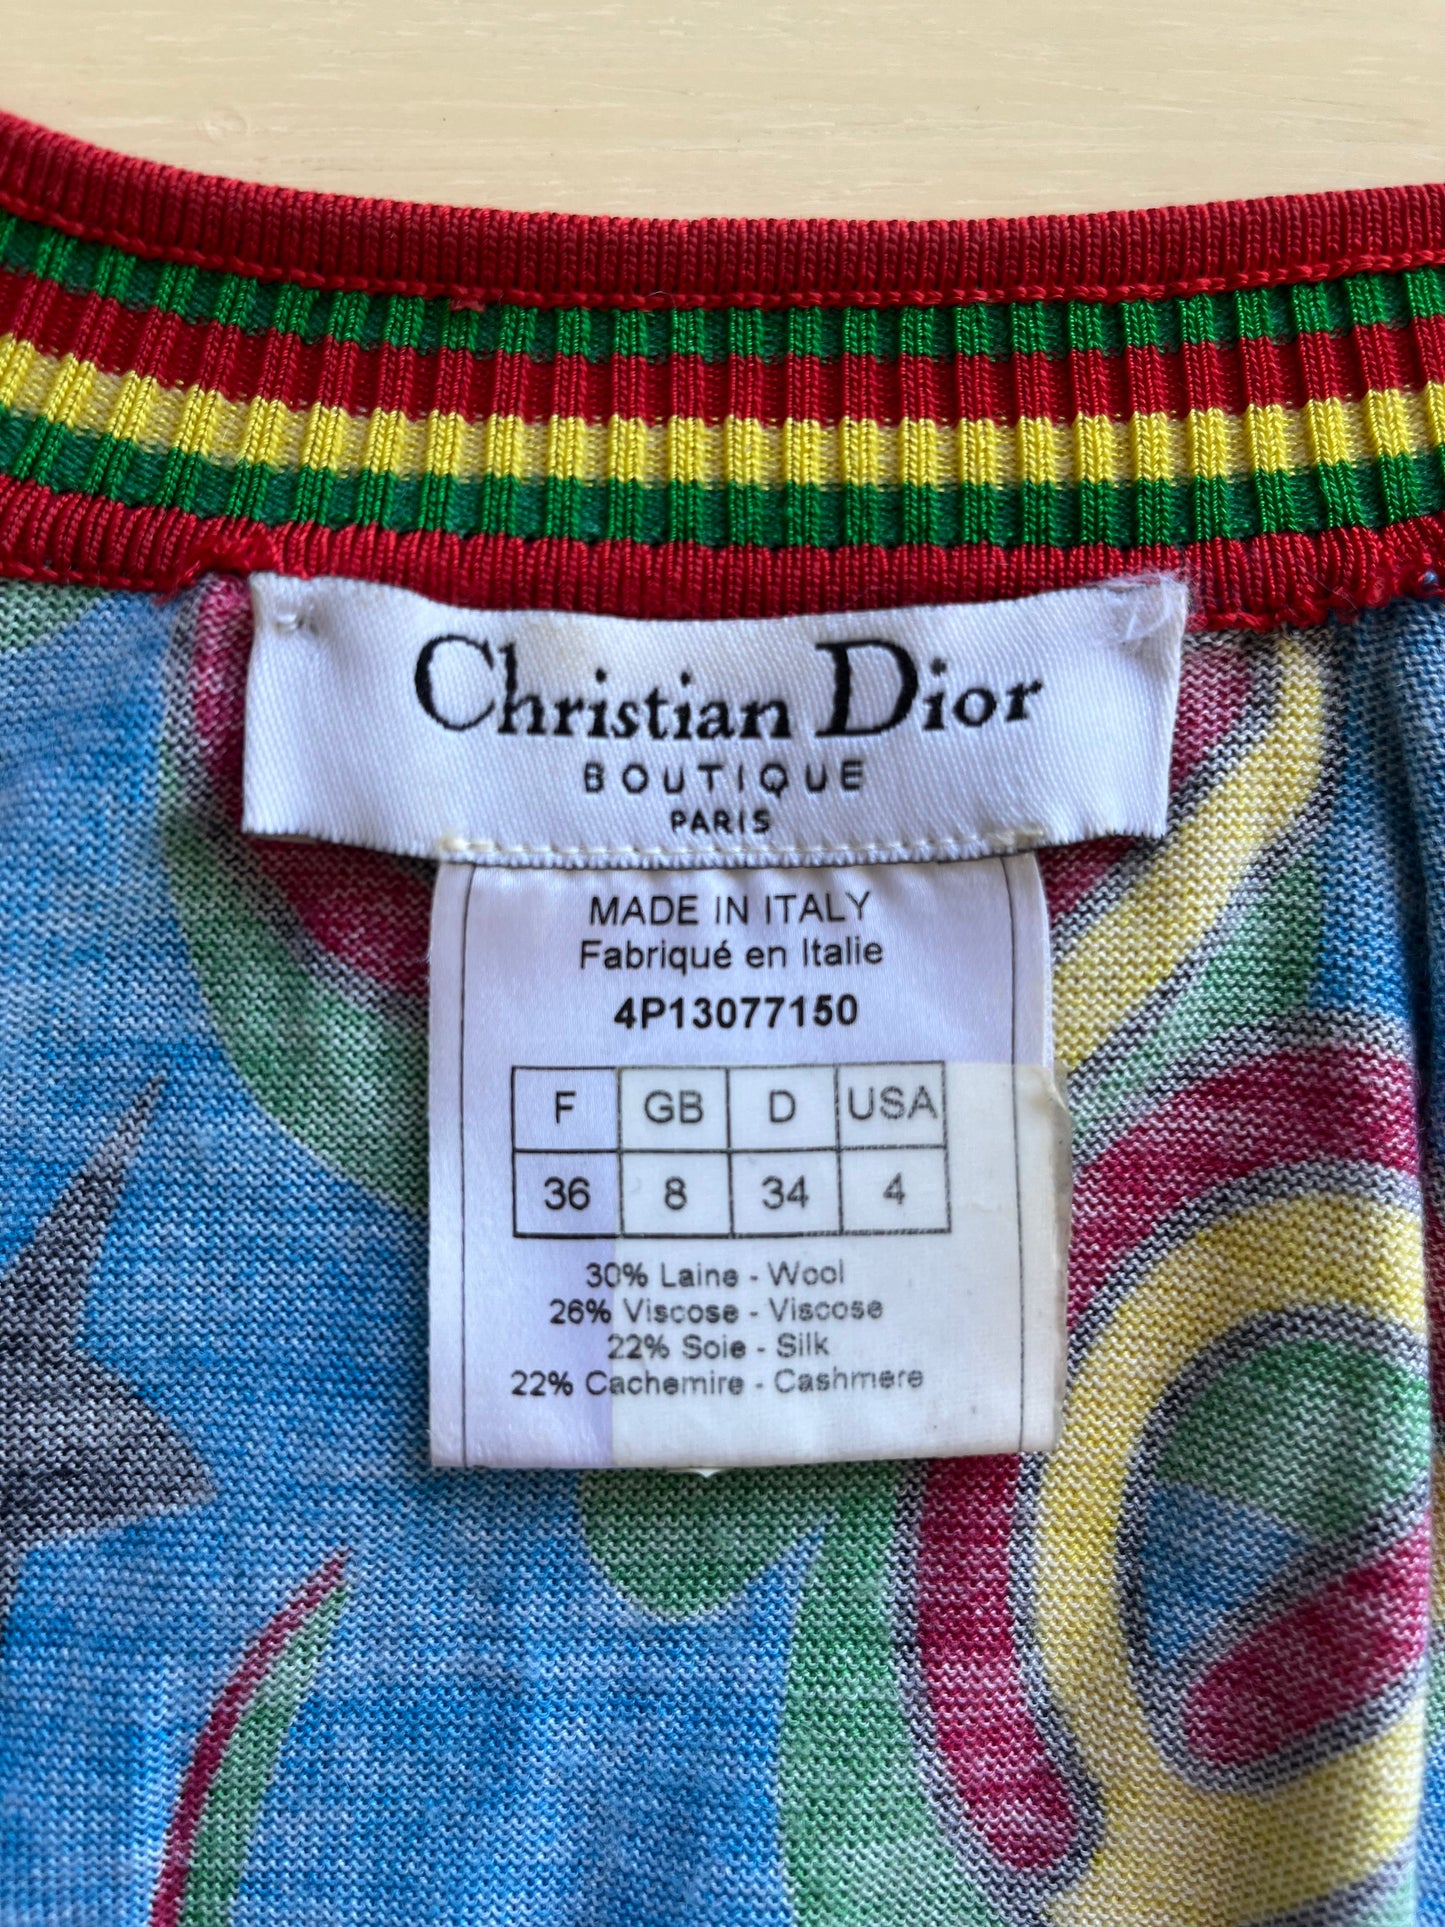 Christian Dior
BOUTIQUE
PARIS
MADE IN ITALY
Fabriqué en Italie
4P13077150
F GB D USA
36 8 34 4
30% Laine - Wool
26% Viscose - Viscose
22% Soie - Silk
22% Cachemire - Cashmere